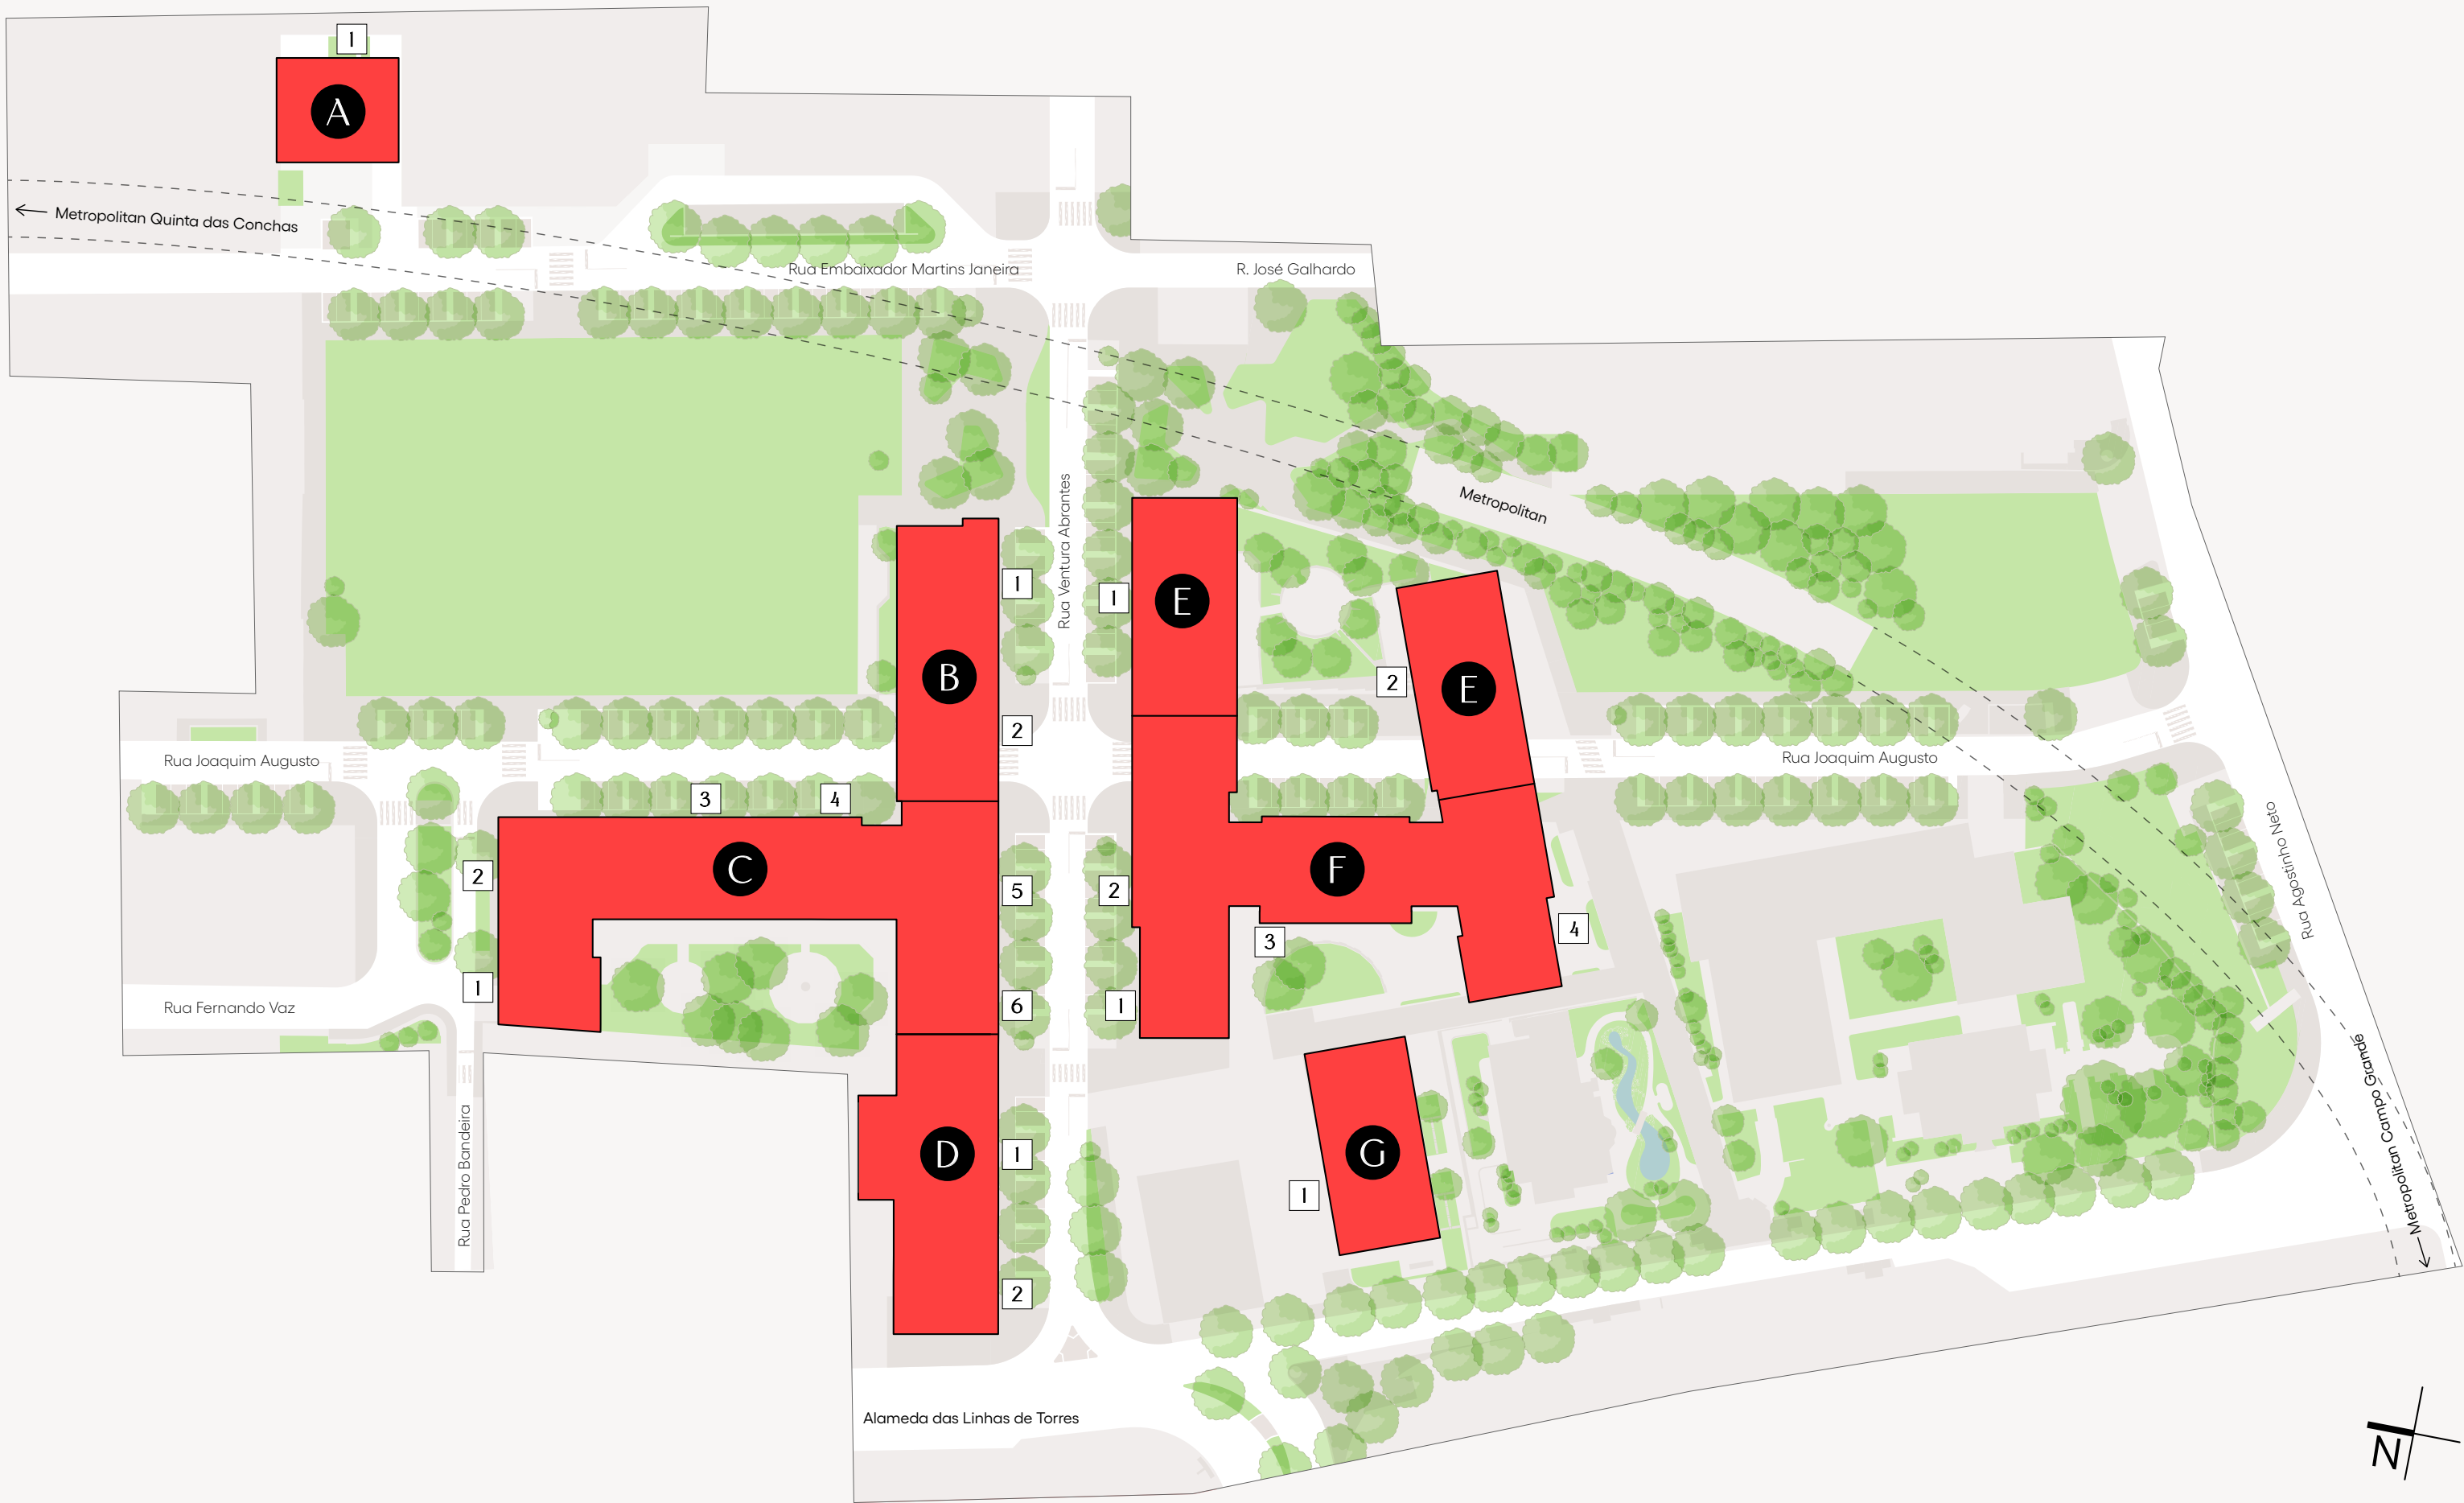 1
A
Metropolitan Quinta das Conchas
Rua Embaixador Martins Janeira
R. José Galhardo
Metropolitan
Rua Ventura Abrantes
1
1
E
B
2
E
2
Rua Joaquim Augusto
Rua Joaquim Augusto
3
4
2
C
5
2
F
3
4
Rua Agostinho Neto
1
6
1
Rua Fernando Vaz
Rua Pedro Bandeira
D
1
G
1
2
Metropolitan Campo Grande
Alameda das Linhas de Torres
N